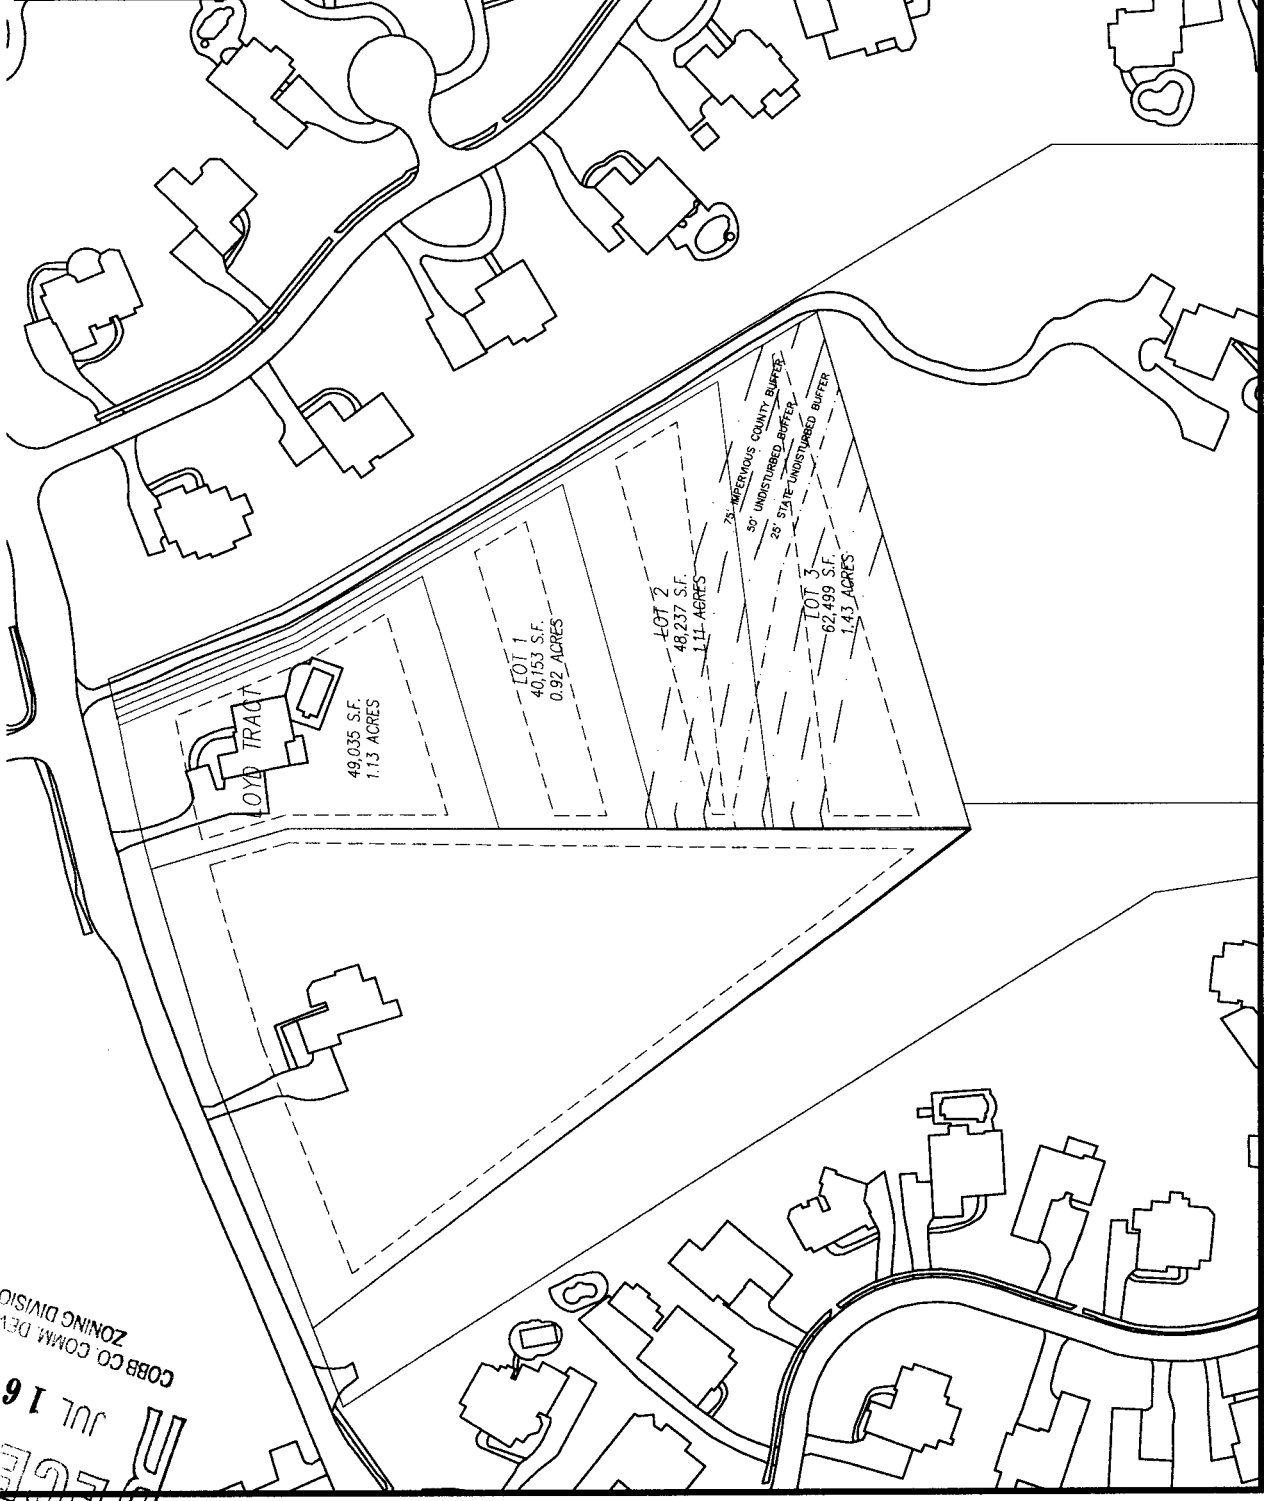 75' IMPERVIOUS COUNTY BUFFER
50' UNDISTURBED BUFFER
25' STATE UNDISTURBED BUFFER
LOT 3
62,499 S.F.
1.43 ACRES
LOT 2
48,237 S.F.
1.11 ACRES
LOT 1
40,153 S.F.
0.92 ACRES
LOYD TRACT
49,035 S.F.
1.13 ACRES
JUL 16
COBB CO. COMM. DEV
ZONING DIVISIO